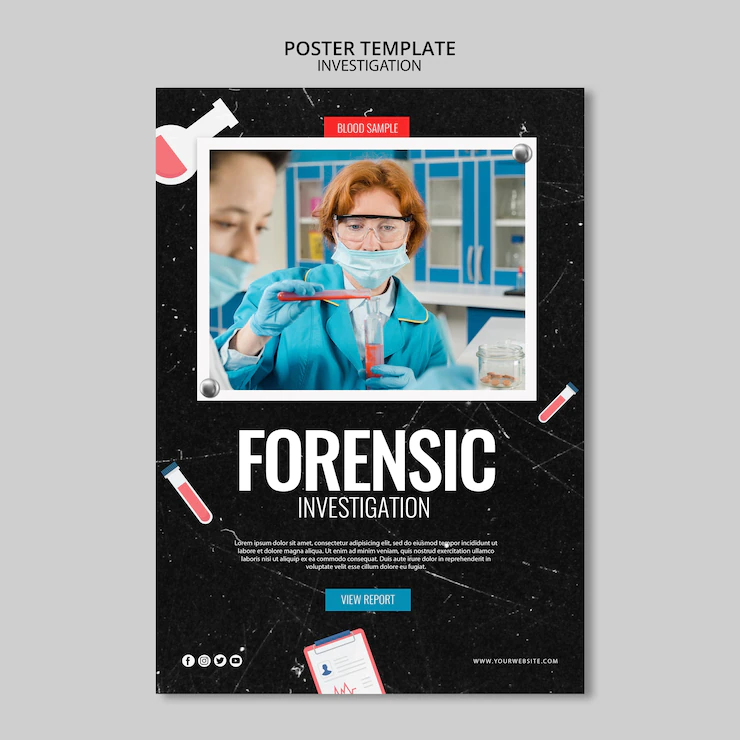 POSTER TEMPLATE
INVESTIGATION
BLOOD SAMPLE
FORENSIC
INVESTIGATION
Lorem ipsum dolor sit amet, consectetur adipisicing elit, sed do eiusmod tempor incididunt ut
labore et dolore magna aliqua. Ut enim ad minim veniam, quis nostrud exercitation ullamco
laboris nisi ut aliquip ex ea commodo consequat. Duis aute irure dolor in reprehenderit in
voluptate velit esse cillum dolore eu fugiat.
VIEW REPORT
WWW.YOURWEBSITE.COM